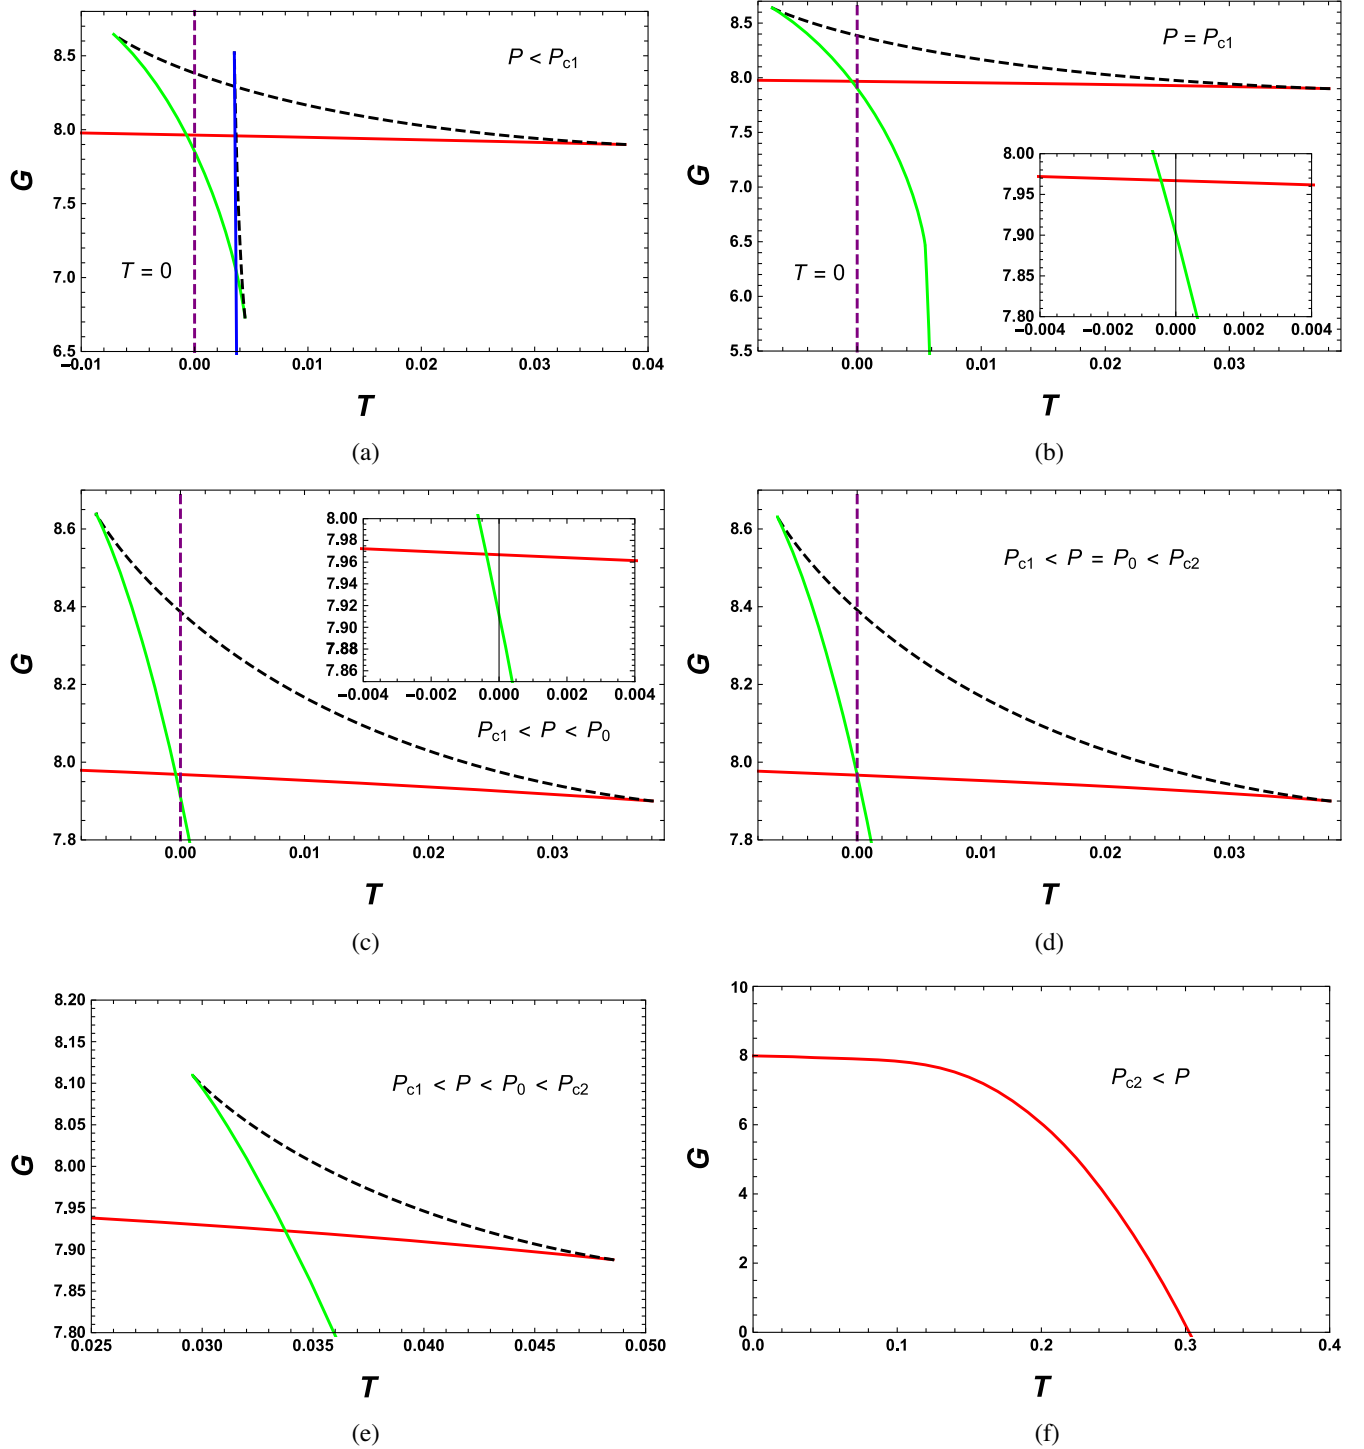 8.5
8.0
7.5
7.0
6.5
G
P < Pc1
T = 0
−0.01 0.00 0.01 0.02 0.03 0.04
T
(a)
8.5
8.0
7.5
7.0
6.5
6.0
5.5
G
P = Pc1
T = 0
8.00
7.95
7.90
7.85
7.80
−0.004 −0.002 0.000 0.002 0.004
0.00 0.01 0.02 0.03
T
(b)
8.6
8.4
8.2
8.0
7.8
G
8.00
7.98
7.96
7.94
7.92
7.90
7.88
7.86
−0.004 −0.002 0.000 0.002 0.004
Pc1 < P < P0
0.00 0.01 0.02 0.03
T
(c)
8.6
8.4
8.2
8.0
7.8
G
Pc1 < P = P0 < Pc2
0.00 0.01 0.02 0.03
T
(d)
8.20
8.15
8.10
8.05
8.00
7.95
7.90
7.85
7.80
G
Pc1 < P < P0 < Pc2
0.025 0.030 0.035 0.040 0.045 0.050
T
(e)
10
8
6
4
2
0
G
Pc2 < P
0.0 0.1 0.2 0.3 0.4
T
(f)